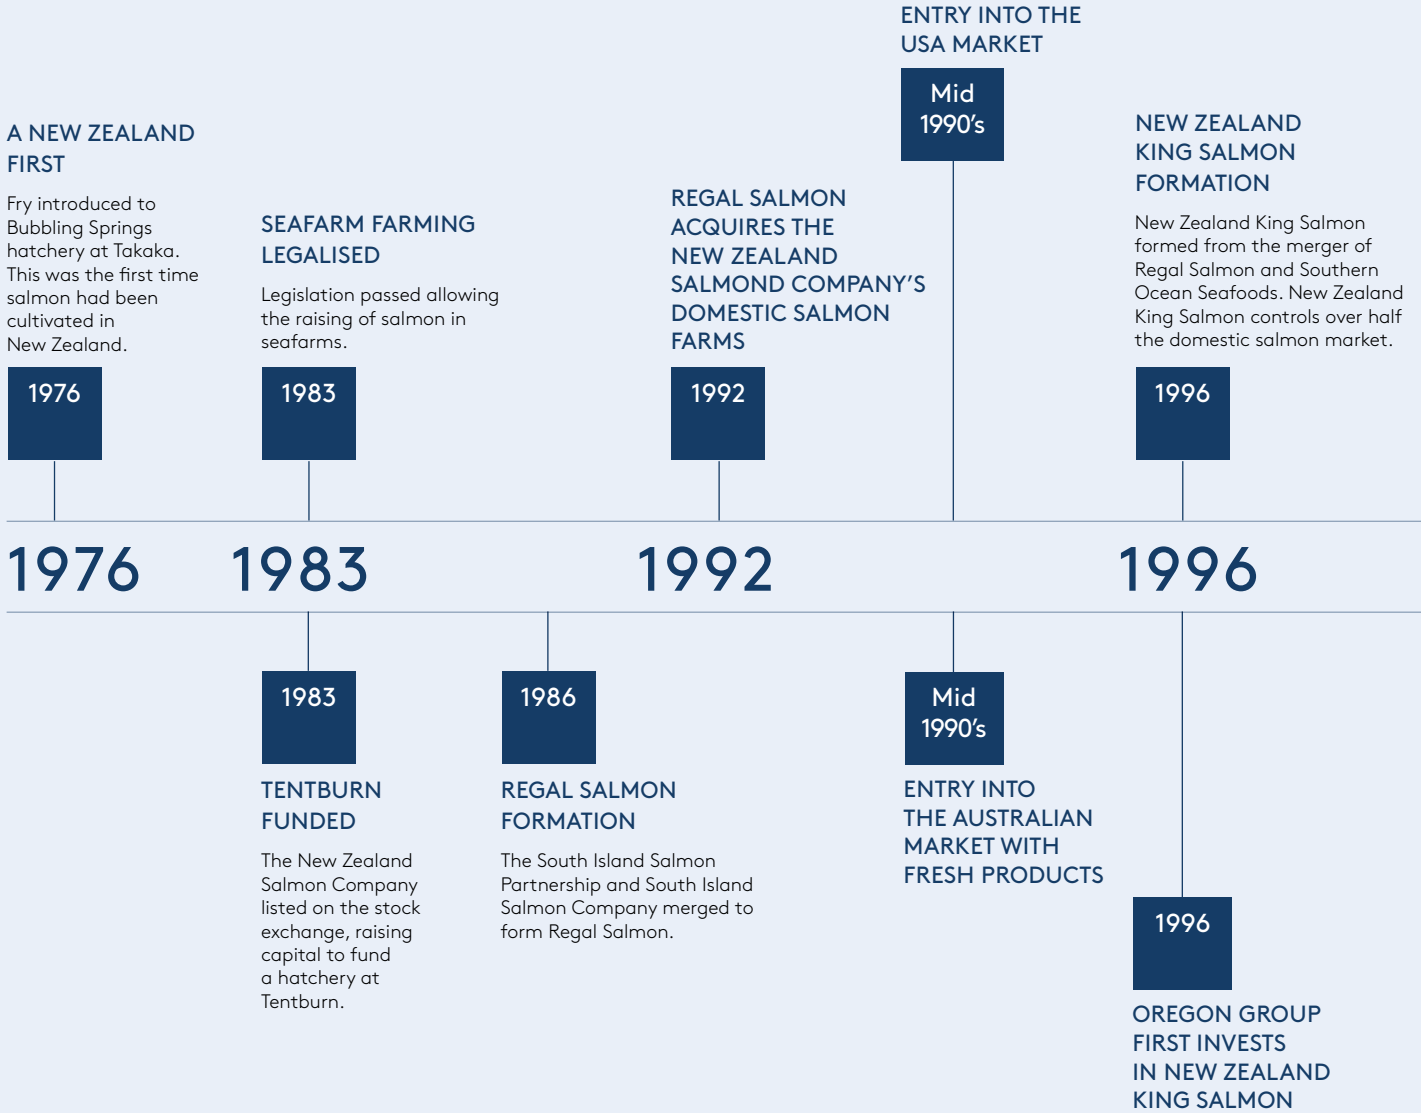 A NEW ZEALAND
FIRST
Fry introduced to
Bubbling Springs
hatchery at Takaka.
This was the first time
salmon had been
cultivated in
New Zealand.
1976
SEAFARM FARMING
LEGALISED
Legislation passed allowing
the raising of salmon in
seafarms.
1983
REGAL SALMON
ACQUIRES THE
NEW ZEALAND
SALMOND COMPANY'S
DOMESTIC SALMON
FARMS
1992
ENTRY INTO THE
USA MARKET
Mid
1990's
NEW ZEALAND
KING SALMON
FORMATION
New Zealand King Salmon
formed from the merger of
Regal Salmon and Southern
Ocean Seafoods. New Zealand
King Salmon controls over half
the domestic salmon market.
1996
1976
1983
1992
1996
1983
TENTBURN
FUNDED
The New Zealand
Salmon Company
listed on the stock
exchange, raising
capital to fund
a hatchery at
Tentburn.
1986
REGAL SALMON
FORMATION
The South Island Salmon
Partnership and South Island
Salmon Company merged to
form Regal Salmon.
Mid
1990's
ENTRY INTO
THE AUSTRALIAN
MARKET WITH
FRESH PRODUCTS
1996
OREGON GROUP
FIRST INVESTS
IN NEW ZEALAND
KING SALMON